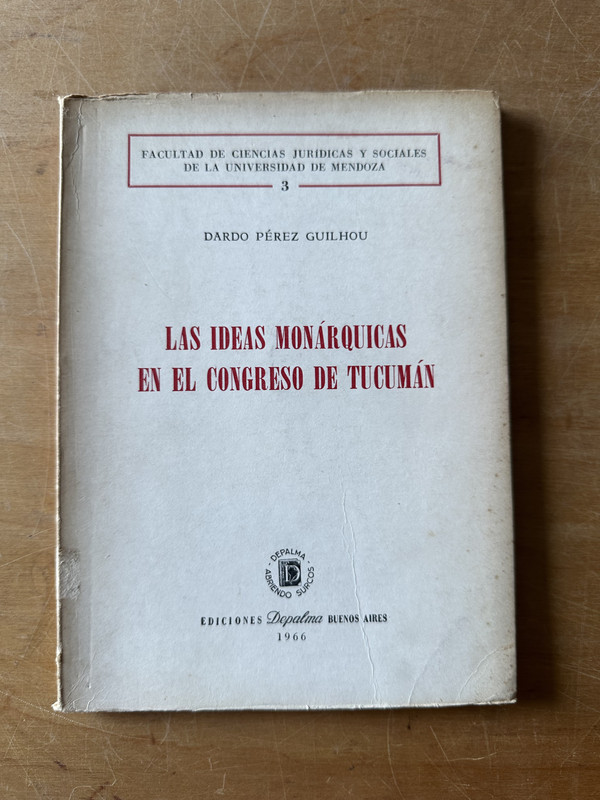 FACULTAD DE CIENCIAS JURÍDICAS Y SOCIALES
DE LA UNIVERSIDAD DE MENDOZA
3
DARDO PÉREZ GUILHOU
LAS IDEAS MONÁRQUICAS
EN EL CONGRESO DE TUCUMÁN
· DEPALMA ·
D
ABRIENDO SURCOS
EDICIONES Depalma BUENOS AIRES
1966